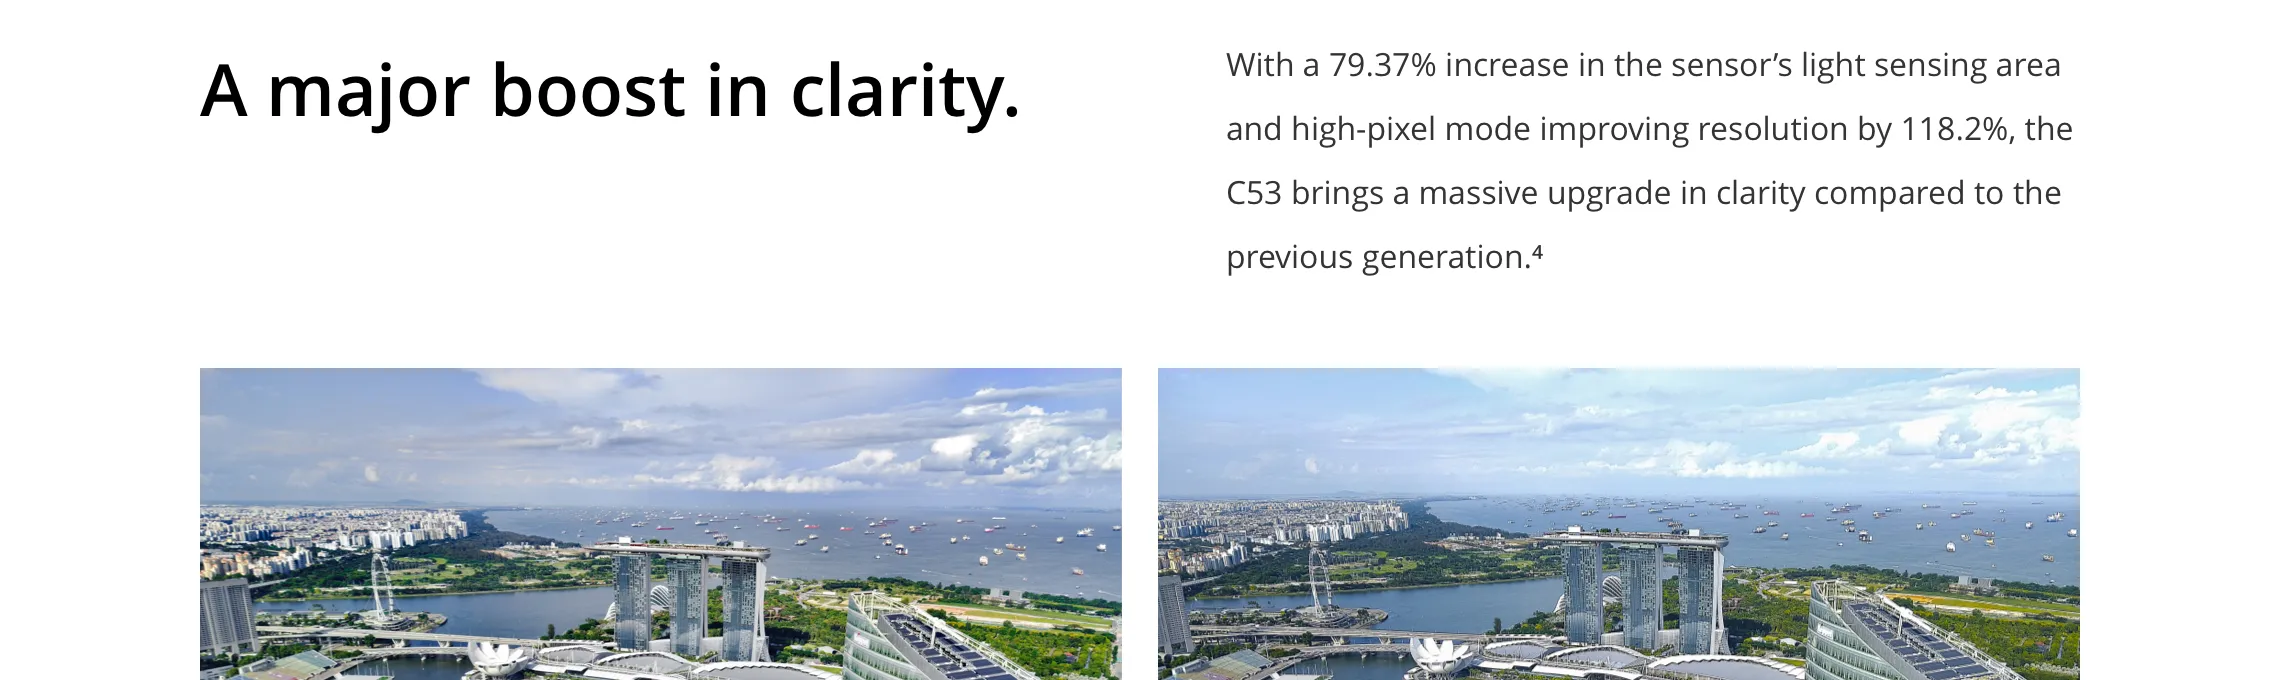 A major boost in clarity.
With a 79.37% increase in the sensor’s light sensing area
and high-pixel mode improving resolution by 118.2%, the
C53 brings a massive upgrade in clarity compared to the
previous generation.⁴